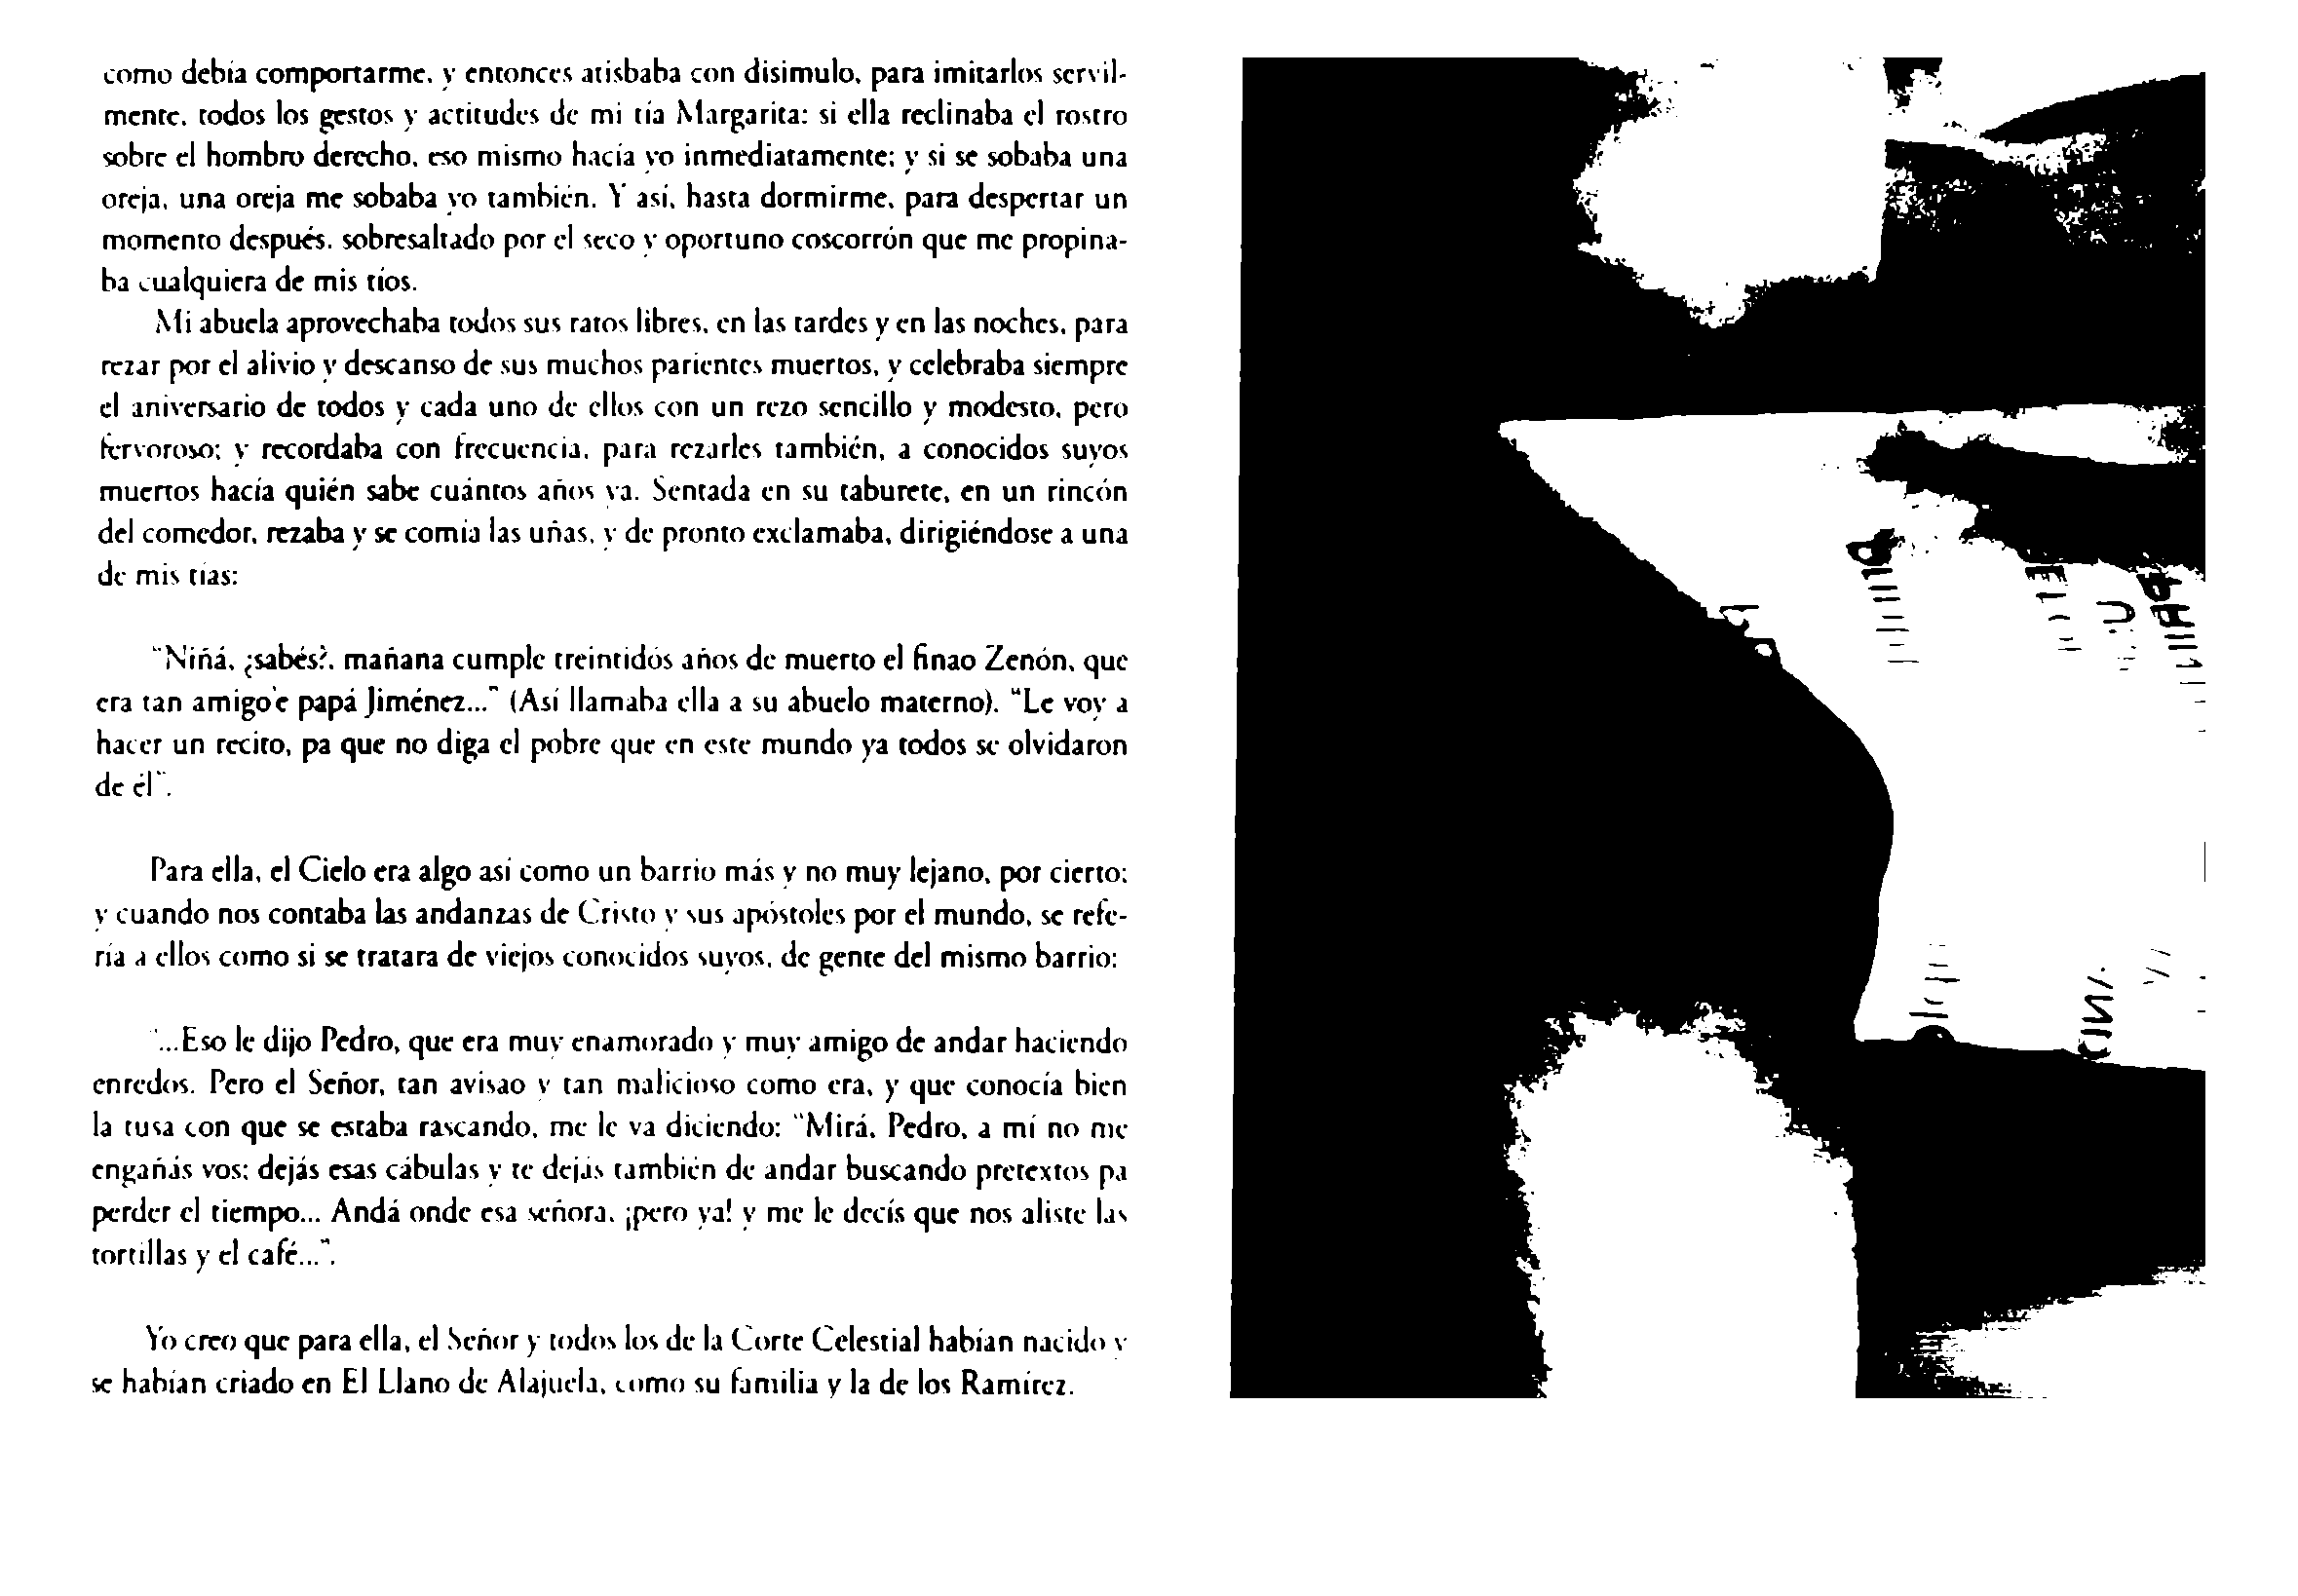 como debía comportarme, y entonces atisbaba con disimulo, para imitarlos servil-
mente, todos los gestos y actitudes de mi tía Margarita: si ella reclinaba el rostro
sobre el hombro derecho, eso mismo hacía yo inmediatamente; y si se sobaba una
oreja, una oreja me sobaba yo también. Y así, hasta dormirme, para despertar un
momento después, sobresaltado por el seco y oportuno coscorrón que me propina-
ba cualquiera de mis tíos.
Mi abuela aprovechaba todos sus ratos libres, en las tardes y en las noches, para
rezar por el alivio y descanso de sus muchos parientes muertos, y celebraba siempre
el aniversario de todos y cada uno de ellos con un rezo sencillo y modesto, pero
fervoroso; y recordaba con frecuencia, para rezarles también, a conocidos suyos
muertos hacía quién sabe cuántos años ya. Sentada en su taburete, en un rincón
del comedor, rezaba y se comía las uñas, y de pronto exclamaba, dirigiéndose a una
de mis tías:
"Niñá, ¿sabés?, mañana cumple treintidós años de muerto el finao Zenón, que
era tan amigo'e papá Jiménez..." (Así llamaba ella a su abuelo materno). "Le voy a
hacer un recito, pa que no diga el pobre que en este mundo ya todos se olvidaron
de él".
Para ella, el Cielo era algo así como un barrio más y no muy lejano, por cierto;
y cuando nos contaba las andanzas de Cristo y sus apóstoles por el mundo, se refe-
ría a ellos como si se tratara de viejos conocidos suyos, de gente del mismo barrio:
"...Eso le dijo Pedro, que era muy enamorado y muy amigo de andar haciendo
enredos. Pero el Señor, tan avisao y tan malicioso como era, y que conocía bien
la tusa con que se estaba rascando, me le va diciendo: "Mirá, Pedro, a mí no me
engañás vos; dejás esas cábulas y te dejás también de andar buscando pretextos pa
perder el tiempo... Andá onde esa señora, ¡pero ya! y me le decís que nos aliste las
tortillas y el café...".
Yo creo que para ella, el Señor y todos los de la Corte Celestial habían nacido y
se habían criado en El Llano de Alajuela, como su familia y la de los Ramírez.